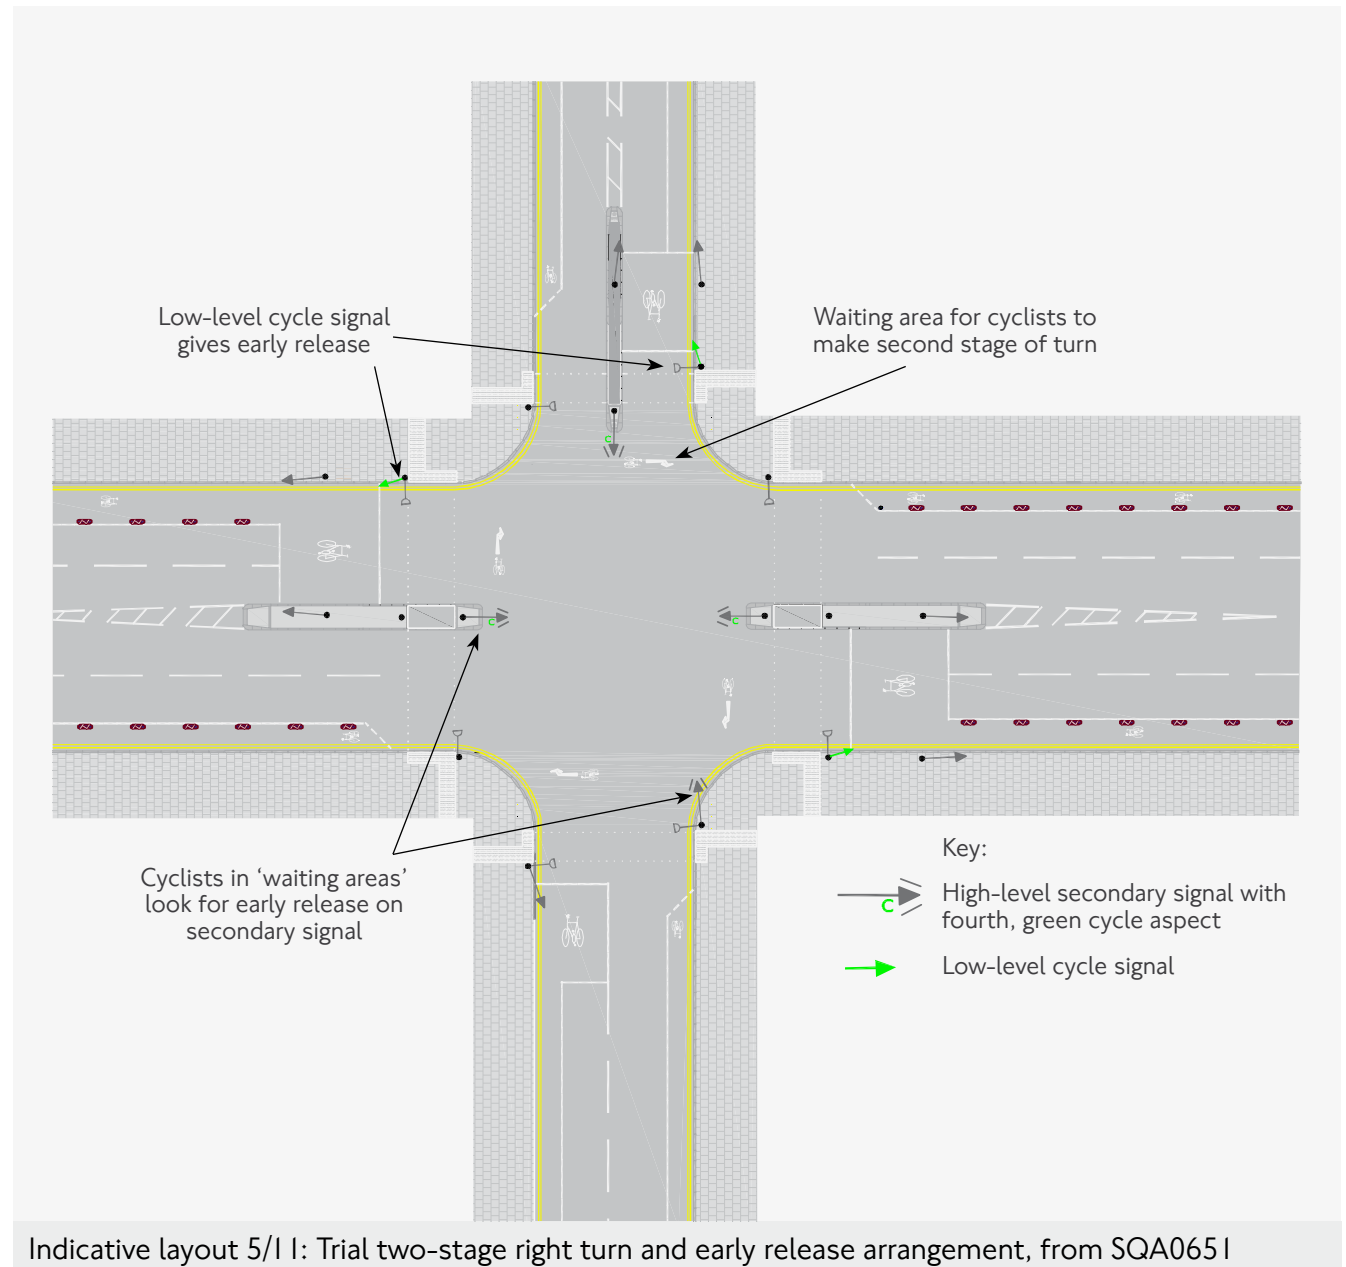 Low-level cycle signal
gives early release
Waiting area for cyclists to
make second stage of turn
C
C
C
Cyclists in ‘waiting areas’
look for early release on
secondary signal
Key:
C
High-level secondary signal with
fourth, green cycle aspect
Low-level cycle signal
Indicative layout 5/11: Trial two-stage right turn and early release arrangement, from SQA0651